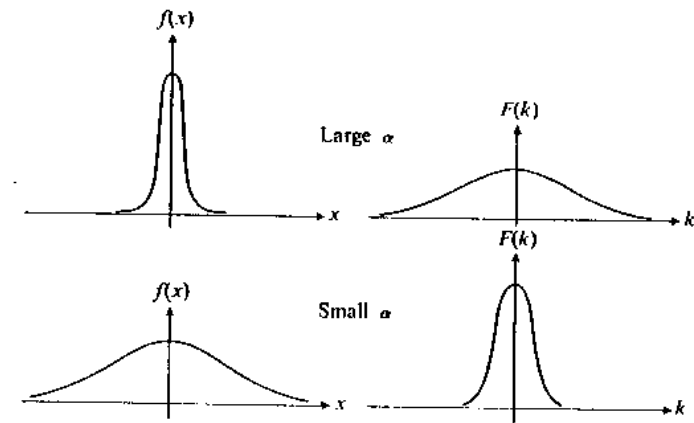 f(x)
F(k)
Large α
x
k
f(x)
F(k)
Small α
x
k